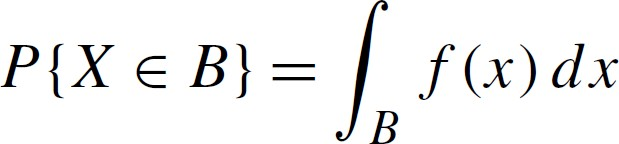 P{X ∈ B} = ∫_B f(x) dx